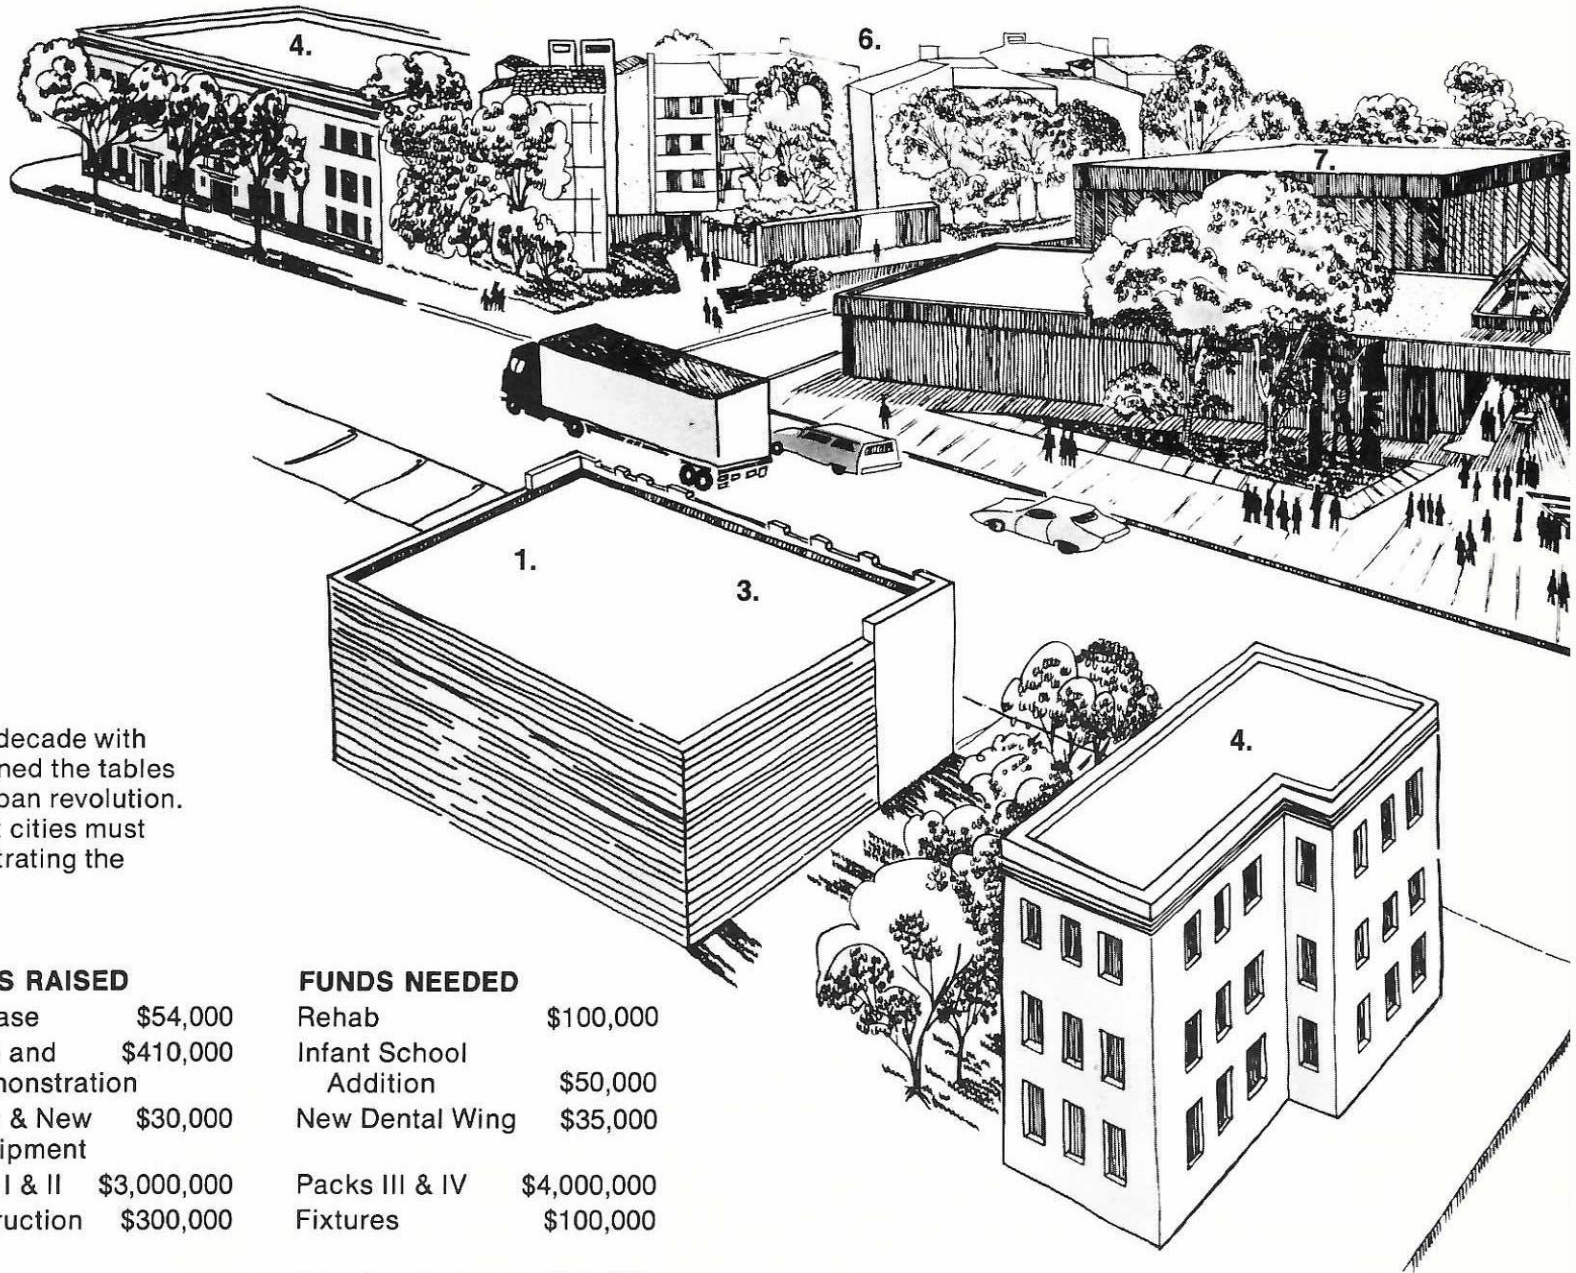 4.
6.
7.
1.
3.
4.
decade with
ned the tables
ban revolution.
t cities must
trating the
S RAISED
ase $54,000
and $410,000
nonstration
& New $30,000
ipment
I & II $3,000,000
ruction $300,000
FUNDS NEEDED
Rehab $100,000
Infant School
Addition $50,000
New Dental Wing $35,000
Packs III & IV $4,000,000
Fixtures $100,000